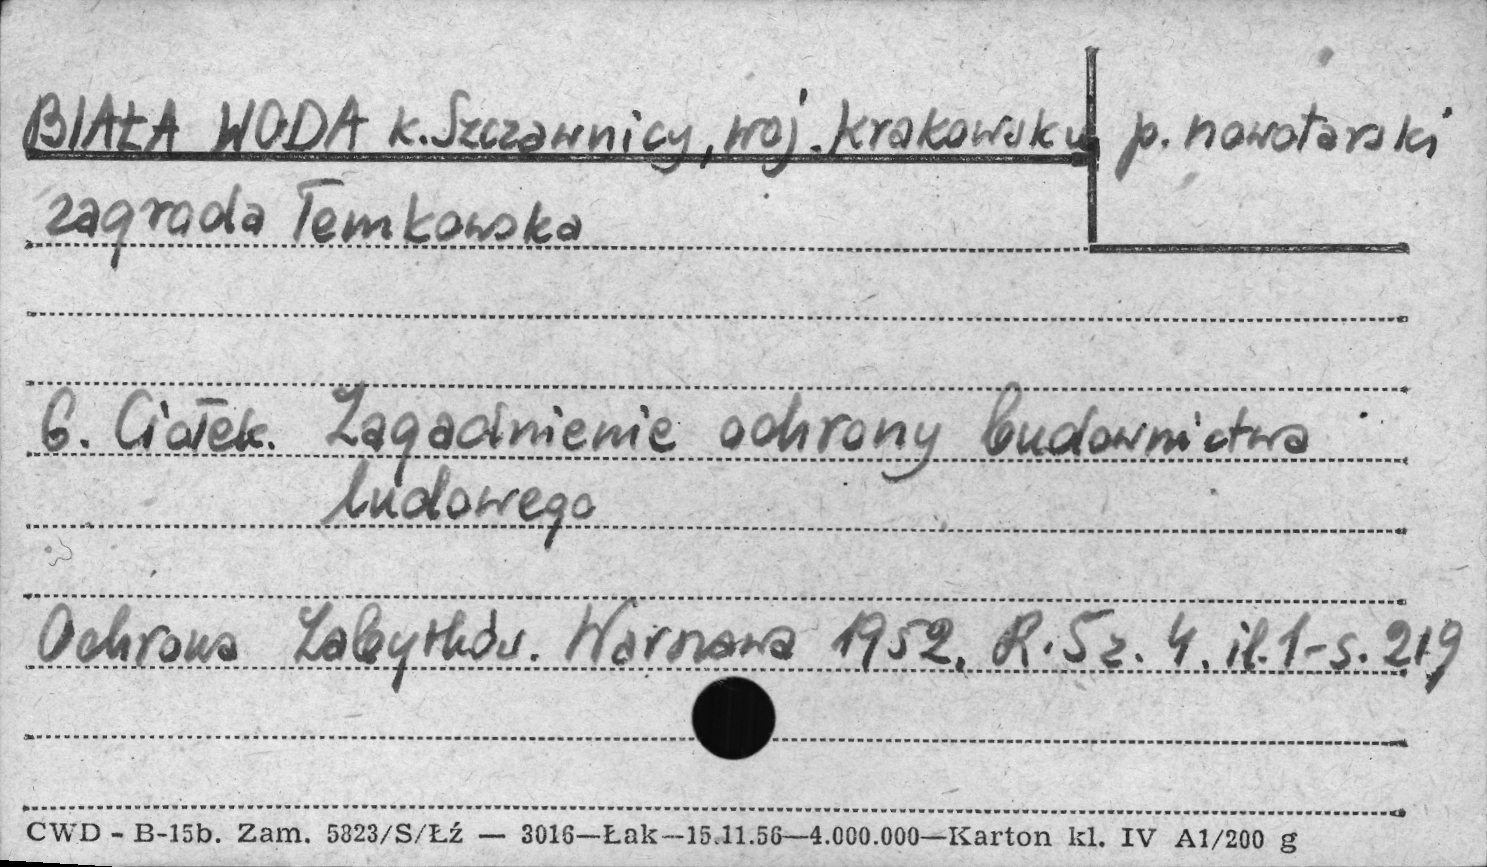 BIAŁA WODA k. Szczawnicy, woj. krakowsku p. nowotarski
zagroda łemkowska
G. Ciołek. Zagadnienie ochrony budownictwa
ludowego
Ochrona Zabytków. Warszawa 1952. R. 5 z. 4. il. 1 - s. 219
CWD - B-15b. Zam. 5823/S/Łź — 3016—Łak—15.11.56—4.000.000—Karton kl. IV A1/200 g